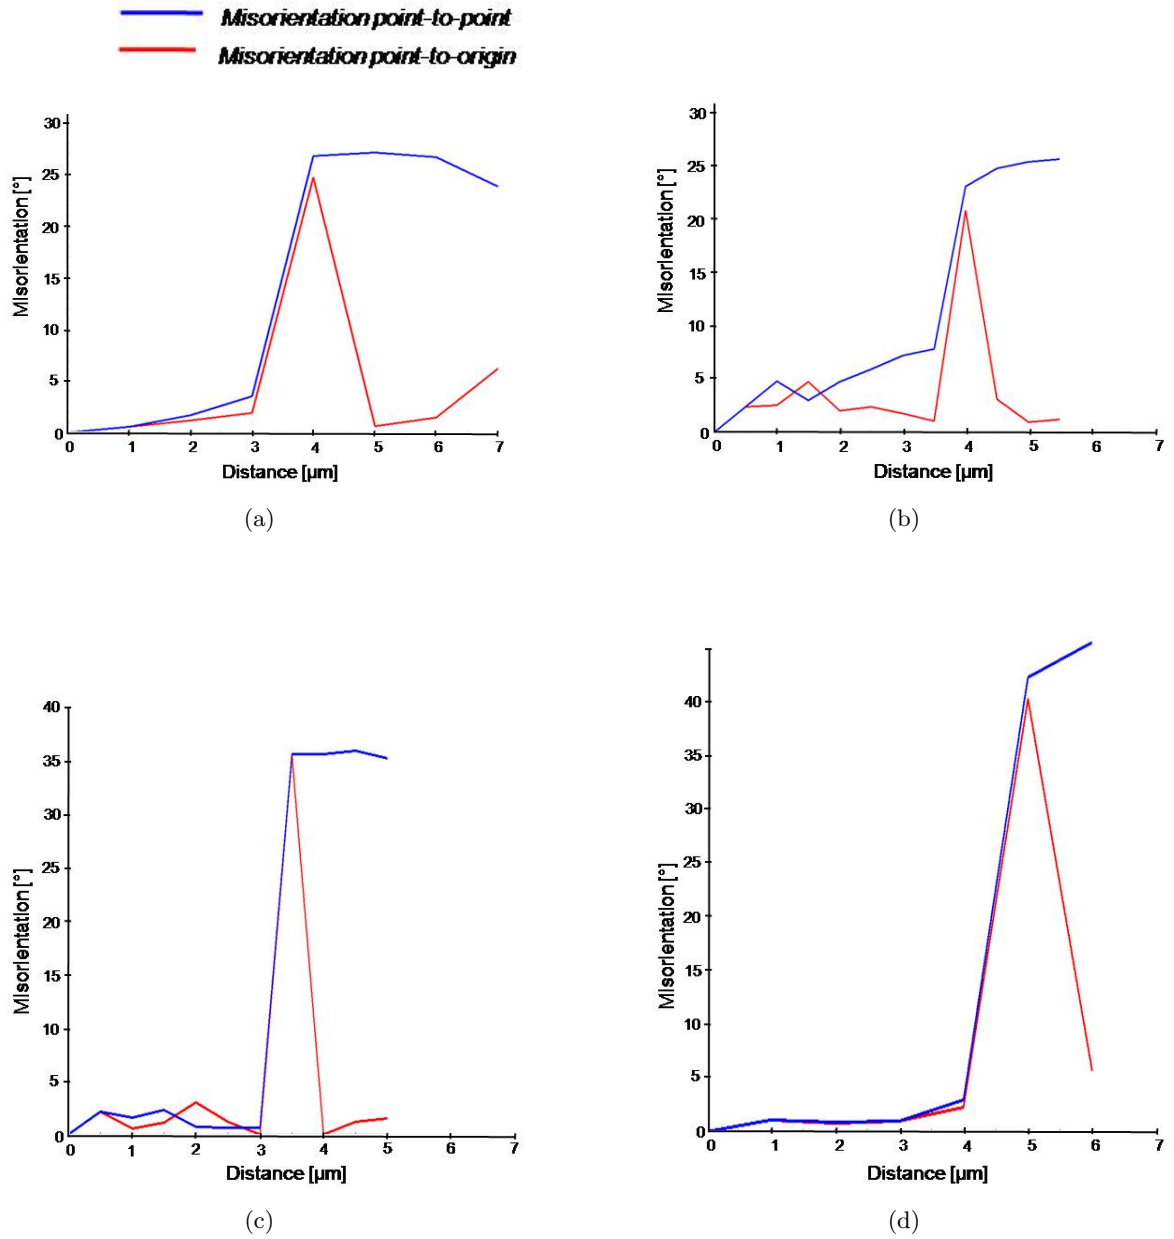 Misorientation point-to-point
Misorientation point-to-origin
30
25
20
15
10
5
0
Misorientation [°]
0 1 2 3 4 5 6 7
Distance [µm]
(a)
30
25
20
15
10
5
0
Misorientation [°]
0 1 2 3 4 5 6 7
Distance [µm]
(b)
40
35
30
25
20
15
10
5
0
Misorientation [°]
0 1 2 3 4 5 6 7
Distance [µm]
(c)
40
35
30
25
20
15
10
5
0
Misorientation [°]
0 1 2 3 4 5 6 7
Distance [µm]
(d)